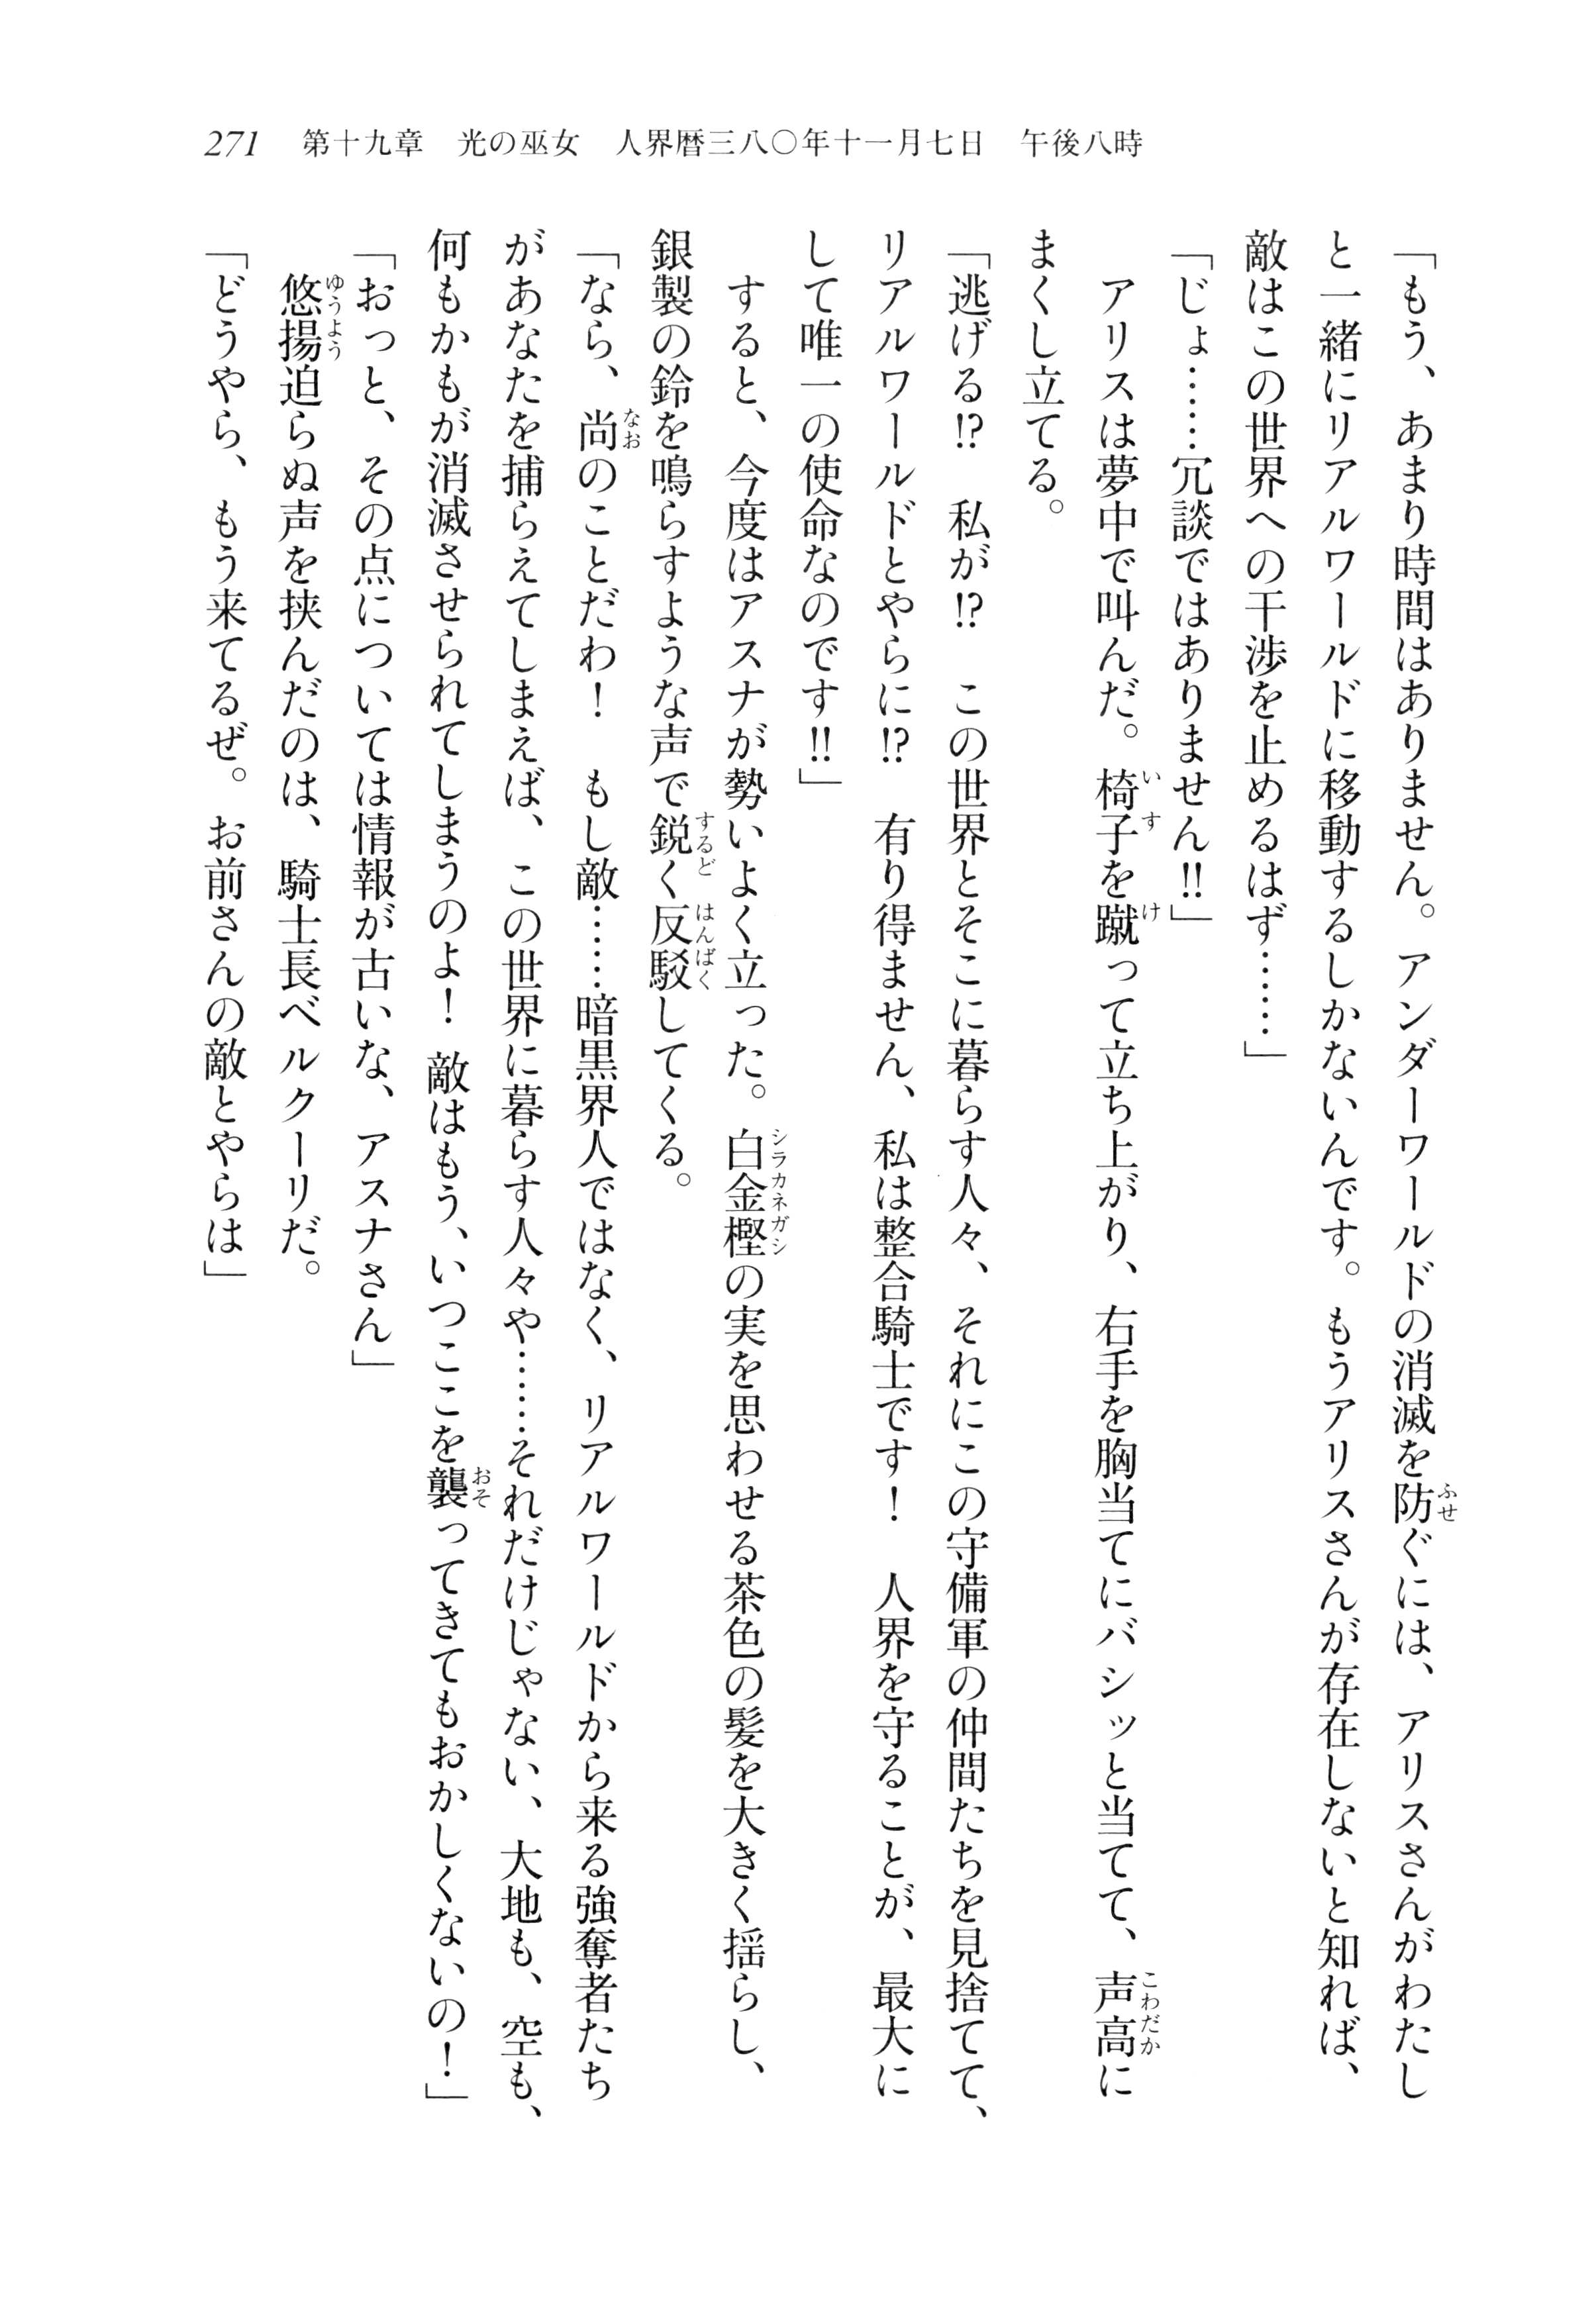 271　第十九章　光の巫女　人界暦三八〇年十一月七日　午後八時
「もう、あまり時間はありません。アンダーワールドの消滅を防ぐには、アリスさんがわたし
と一緒にリアルワールドに移動するしかないんです。もうアリスさんが存在しないと知れば、
敵はこの世界への干渉を止めるはず……」
「じょ……冗談ではありません!!」
　アリスは夢中で叫んだ。椅子を蹴って立ち上がり、右手を胸当てにバシッと当てて、声高に
まくし立てる。
「逃げる!?　私が!?　この世界とそこに暮らす人々、それにこの守備軍の仲間たちを見捨てて、
リアルワールドとやらに!?　有り得ません、私は整合騎士です！　人界を守ることが、最大に
して唯一の使命なのです!!」
　すると、今度はアスナが勢いよく立った。白金樫の実を思わせる茶色の髪を大きく揺らし、
銀製の鈴を鳴らすような声で鋭く反駁してくる。
「なら、尚のことだわ！　もし敵……暗黒界人ではなく、リアルワールドから来る強奪者たち
があなたを捕らえてしまえば、この世界に暮らす人々や……それだけじゃない、大地も、空も、
何もかもが消滅させられてしまうのよ！　敵はもう、いつここを襲ってきてもおかしくないの！」
「おっと、その点については情報が古いな、アスナさん」
　悠揚迫らぬ声を挟んだのは、騎士長ベルクーリだ。
「どうやら、もう来てるぜ。お前さんの敵とやらは」